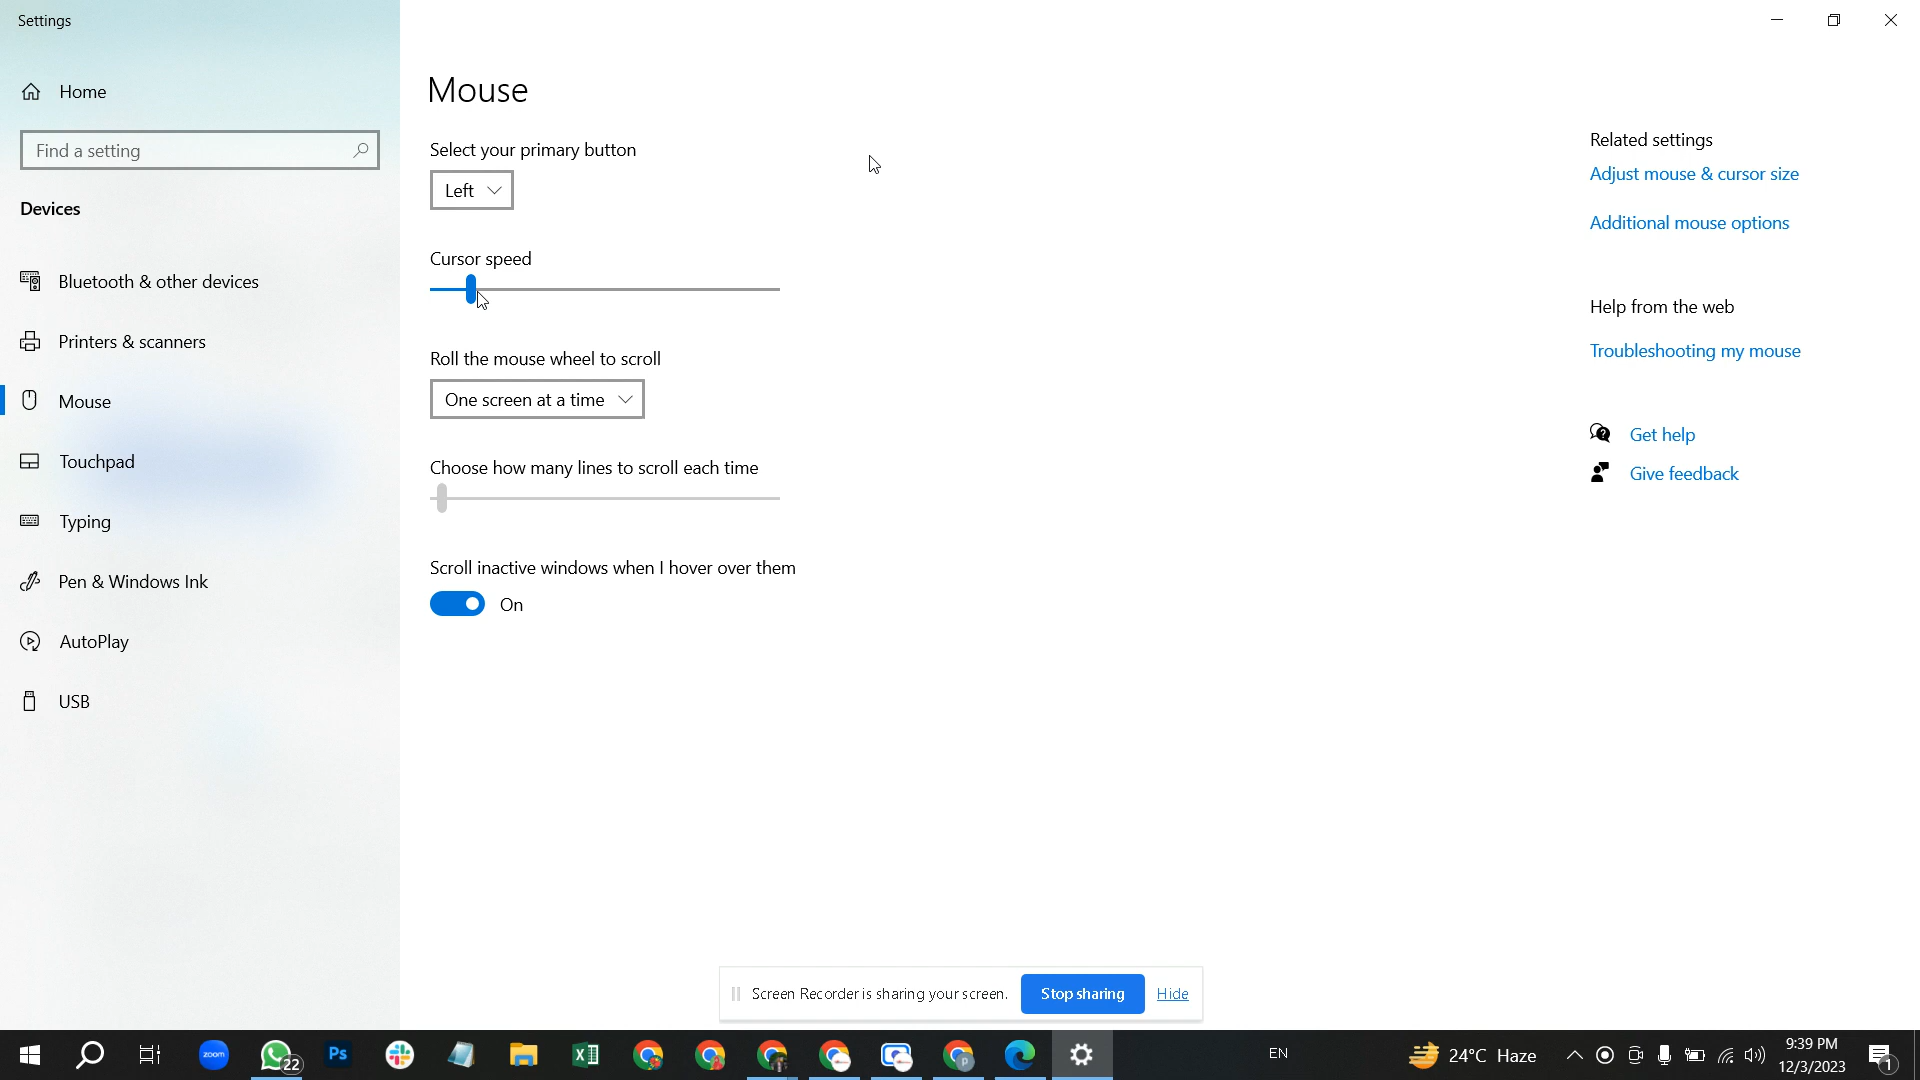 Settings
Home
Find a setting
Devices
Bluetooth & other devices
Printers & scanners
Mouse
Touchpad
Typing
Pen & Windows Ink
AutoPlay
USB
Mouse
Select your primary button
Left
Cursor speed
Roll the mouse wheel to scroll
One screen at a time
Choose how many lines to scroll each time
Scroll inactive windows when I hover over them
On
Related settings
Adjust mouse & cursor size
Additional mouse options
Help from the web
Troubleshooting my mouse
Get help
Give feedback
Screen Recorder is sharing your screen.
Stop sharing
Hide
zoom
22
Ps
EN
24°C Haze
9:39 PM
12/3/2023
1